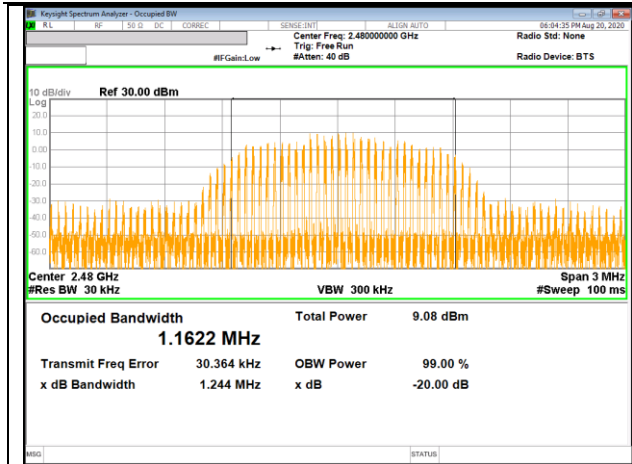 Keysight Spectrum Analyzer - Occupied BW
RL RF 50 Ω DC CORREC SENSE:INT ALIGN AUTO 06:04:35 PM Aug 20, 2020
Center Freq: 2.480000000 GHz Radio Std: None
Trig: Free Run
#IFGain:Low #Atten: 40 dB Radio Device: BTS
10 dB/div Ref 30.00 dBm
Log
20.0
10.0
0.00
-10.0
-20.0
-30.0
-40.0
-50.0
-60.0
Center 2.48 GHz Span 3 MHz
#Res BW 30 kHz VBW 300 kHz #Sweep 100 ms
Occupied Bandwidth Total Power 9.08 dBm
1.1622 MHz
Transmit Freq Error 30.364 kHz OBW Power 99.00 %
x dB Bandwidth 1.244 MHz x dB -20.00 dB
MSG STATUS